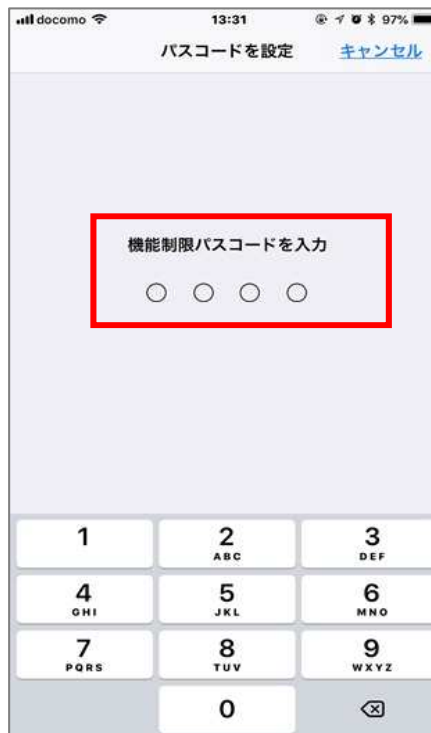 docomo 13:31 97%
パスコードを設定 キャンセル
機能制限パスコードを入力
1 2 3
ABC DEF
4 5 6
GHI JKL MNO
7 8 9
PQRS TUV WXYZ
0